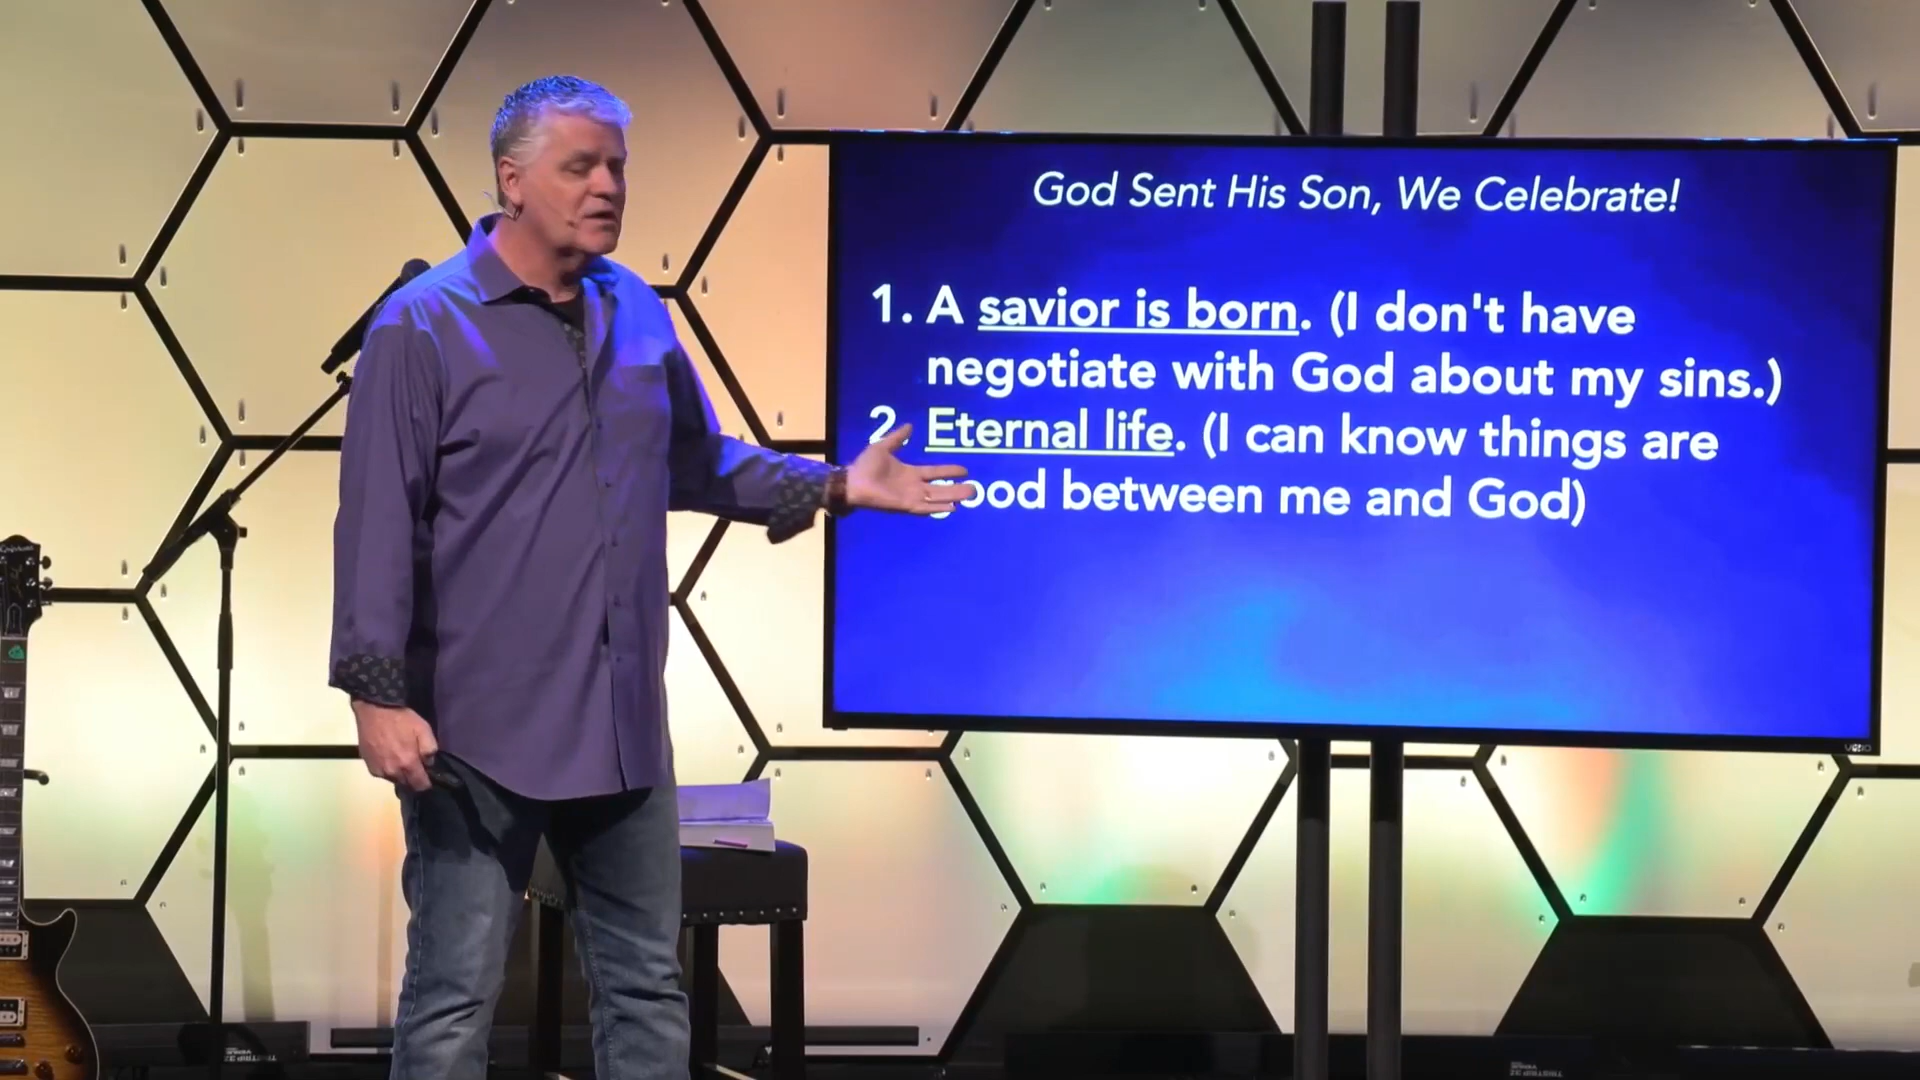 God Sent His Son, We Celebrate!
1. A savior is born. (I don't have
negotiate with God about my sins.)
2. Eternal life. (I can know things are
good between me and God)
VIZIO